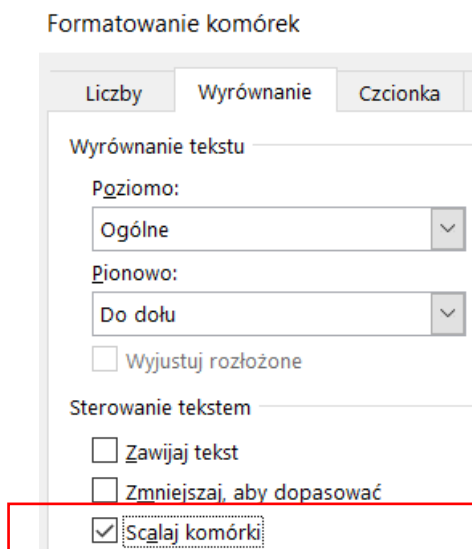 Formatowanie komórek
Liczby Wyrównanie Czcionka
Wyrównanie tekstu
Poziomo:
Ogólne
Pionowo:
Do dołu
Wyjustuj rozłożone
Sterowanie tekstem
Zawijaj tekst
Zmniejszaj, aby dopasować
Scalaj komórki